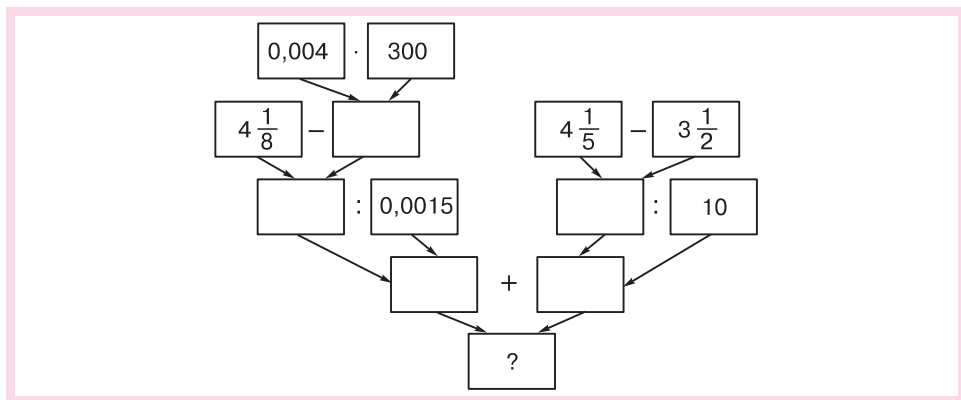 0,004 · 300
4 1/8 –
4 1/5 – 3 1/2
: 0,0015
: 10
+
?